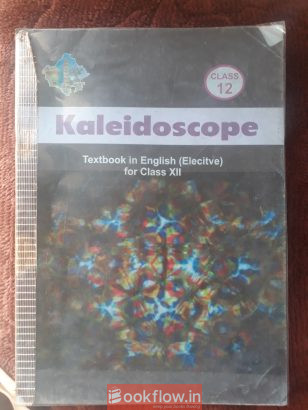 CLASS
12
Kaleidoscope
Textbook in English (Elecitve)
for Class XII
Bookflow.in